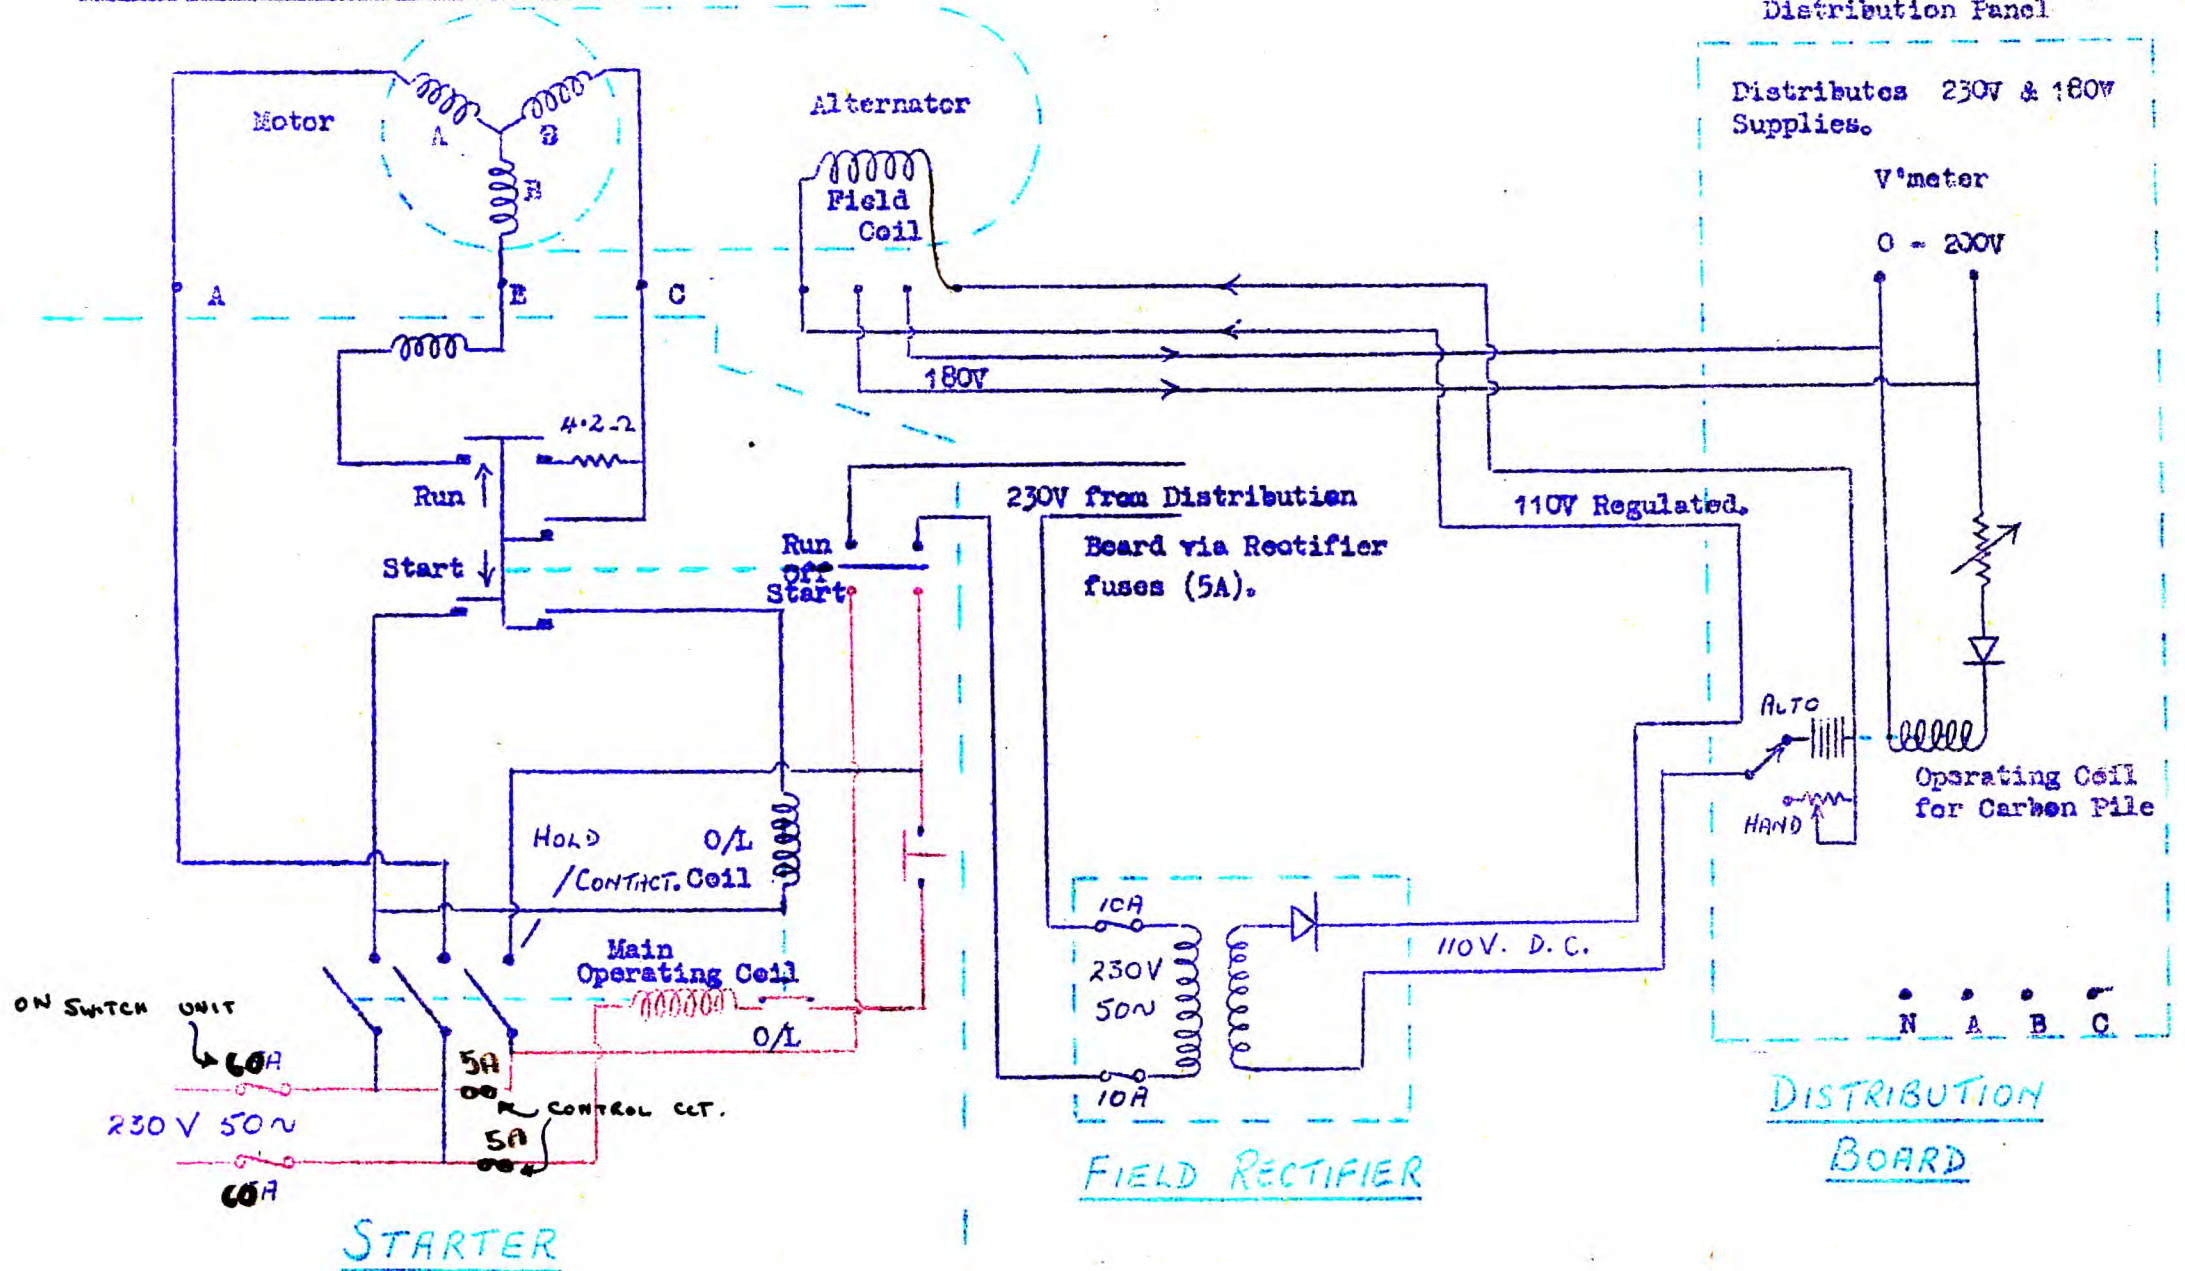 Distribution Panel
Distributes 230V & 180V
Supplies.
V'meter
0 - 200V
Motor
A
B
Alternator
Field
Coil
A
B
C
180V
4.2Ω
Run
Start
Run
Off
Start
230V from Distribution
Board via Rectifier
fuses (5A).
110V Regulated.
AUTO
HAND
Operating Coil
for Carbon Pile
HOLD
/CONTACT.
O/L
Coil
Main
Operating Coil
O/L
ON SWITCH UNIT
60A
5A
CONTROL CCT.
230V 50~
5A
60A
10A
230V
50~
10A
110V. D.C.
N A B C
STARTER
FIELD RECTIFIER
DISTRIBUTION
BOARD